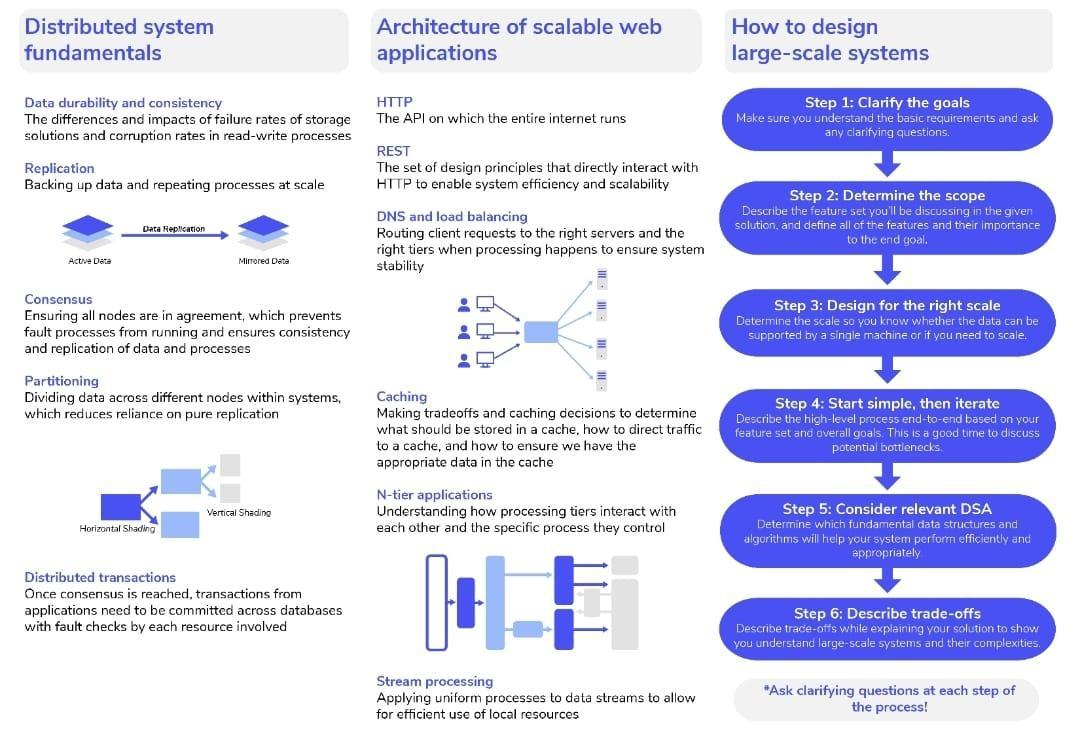 Distributed system
fundamentals
Data durability and consistency
The differences and impacts of failure rates of storage
solutions and corruption rates in read-write processes
Replication
Backing up data and repeating processes at scale
Data Replication
Active Data
Mirrored Data
Consensus
Ensuring all nodes are in agreement, which prevents
fault processes from running and ensures consistency
and replication of data and processes
Partitioning
Dividing data across different nodes within systems,
which reduces reliance on pure replication
Vertical Shading
Horizontal Shading
Distributed transactions
Once consensus is reached, transactions from
applications need to be committed across databases
with fault checks by each resource involved
Architecture of scalable web
applications
HTTP
The API on which the entire internet runs
REST
The set of design principles that directly interact with
HTTP to enable system efficiency and scalability
DNS and load balancing
Routing client requests to the right servers and the
right tiers when processing happens to ensure system
stability
Caching
Making tradeoffs and caching decisions to determine
what should be stored in a cache, how to direct traffic
to a cache, and how to ensure we have the
appropriate data in the cache
N-tier applications
Understanding how processing tiers interact with
each other and the specific process they control
Stream processing
Applying uniform processes to data streams to allow
for efficient use of local resources
How to design
large-scale systems
Step 1: Clarify the goals
Make sure you understand the basic requirements and ask
any clarifying questions.
Step 2: Determine the scope
Describe the feature set you'll be discussing in the given
solution, and define all of the features and their importance
to the end goal.
Step 3: Design for the right scale
Determine the scale so you know whether the data can be
supported by a single machine or if you need to scale.
Step 4: Start simple, then iterate
Describe the high-level process end-to-end based on your
feature set and overall goals. This is a good time to discuss
potential bottlenecks.
Step 5: Consider relevant DSA
Determine which fundamental data structures and
algorithms will help your system perform efficiently and
appropriately.
Step 6: Describe trade-offs
Describe trade-offs while explaining your solution to show
you understand large-scale systems and their complexities.
*Ask clarifying questions at each step of
the process!